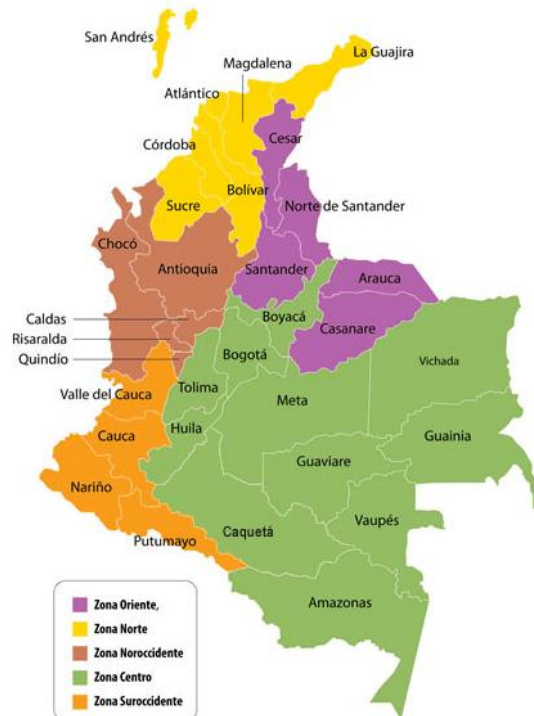 San Andrés
La Guajira
Magdalena
Atlántico
Cesar
Córdoba
Bolívar
Sucre
Norte de Santander
Chocó
Antioquia
Santander
Arauca
Boyacá
Caldas
Casanare
Risaralda
Bogotá
Quindío
Vichada
Tolima
Valle del Cauca
Meta
Huila
Cauca
Guainia
Guaviare
Nariño
Vaupés
Caquetá
Putumayo
Amazonas
Zona Oriente,
Zona Norte
Zona Noroccidente
Zona Centro
Zona Suroccidente